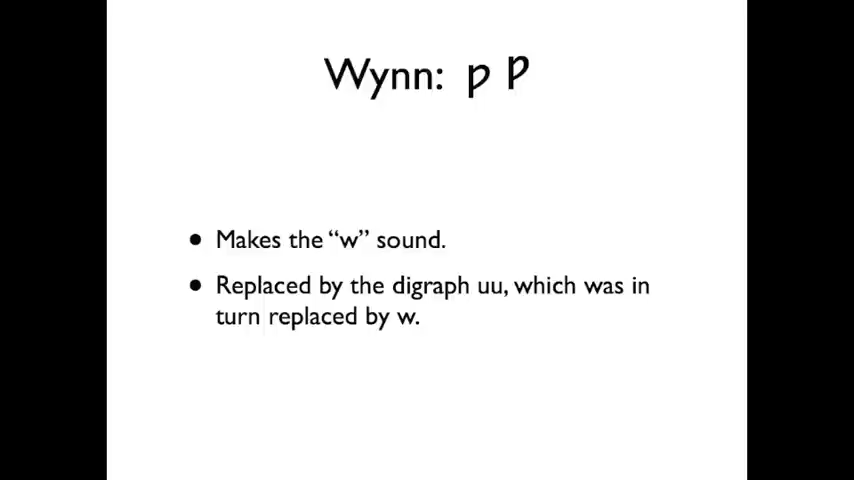 Wynn: ƿ Ƿ
• Makes the “w” sound.
• Replaced by the digraph uu, which was in
turn replaced by w.